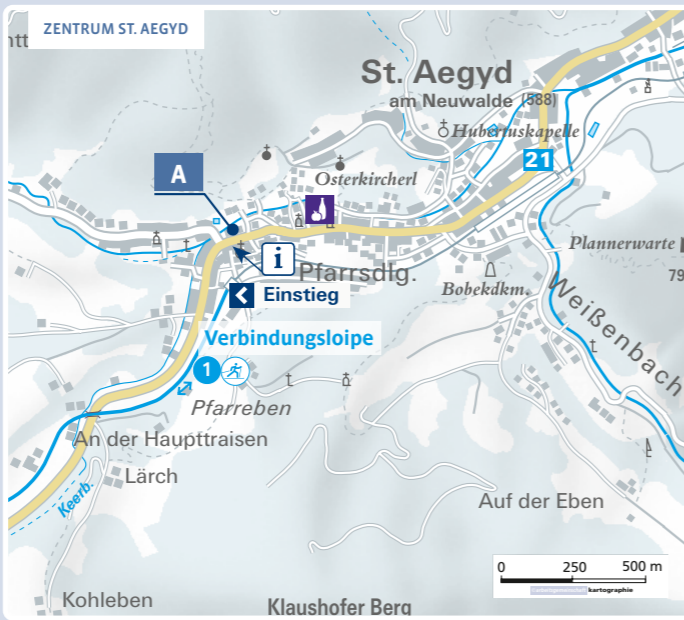 ZENTRUM ST. AEGYD
St. Aegyd
am Neuwalde (588)
Hubertuskapelle
21
A
Osterkircherl
i
Pfarrsdlg.
Plannerwarte
79
Bobekdkm.
Einstieg
Weißenbach
Verbindungsloipe
1
Pfarreben
An der Haupttraisen
Lärch
Keerb.
Auf der Eben
0 250 500 m
kartographie
Kohleben
Klaushofer Berg